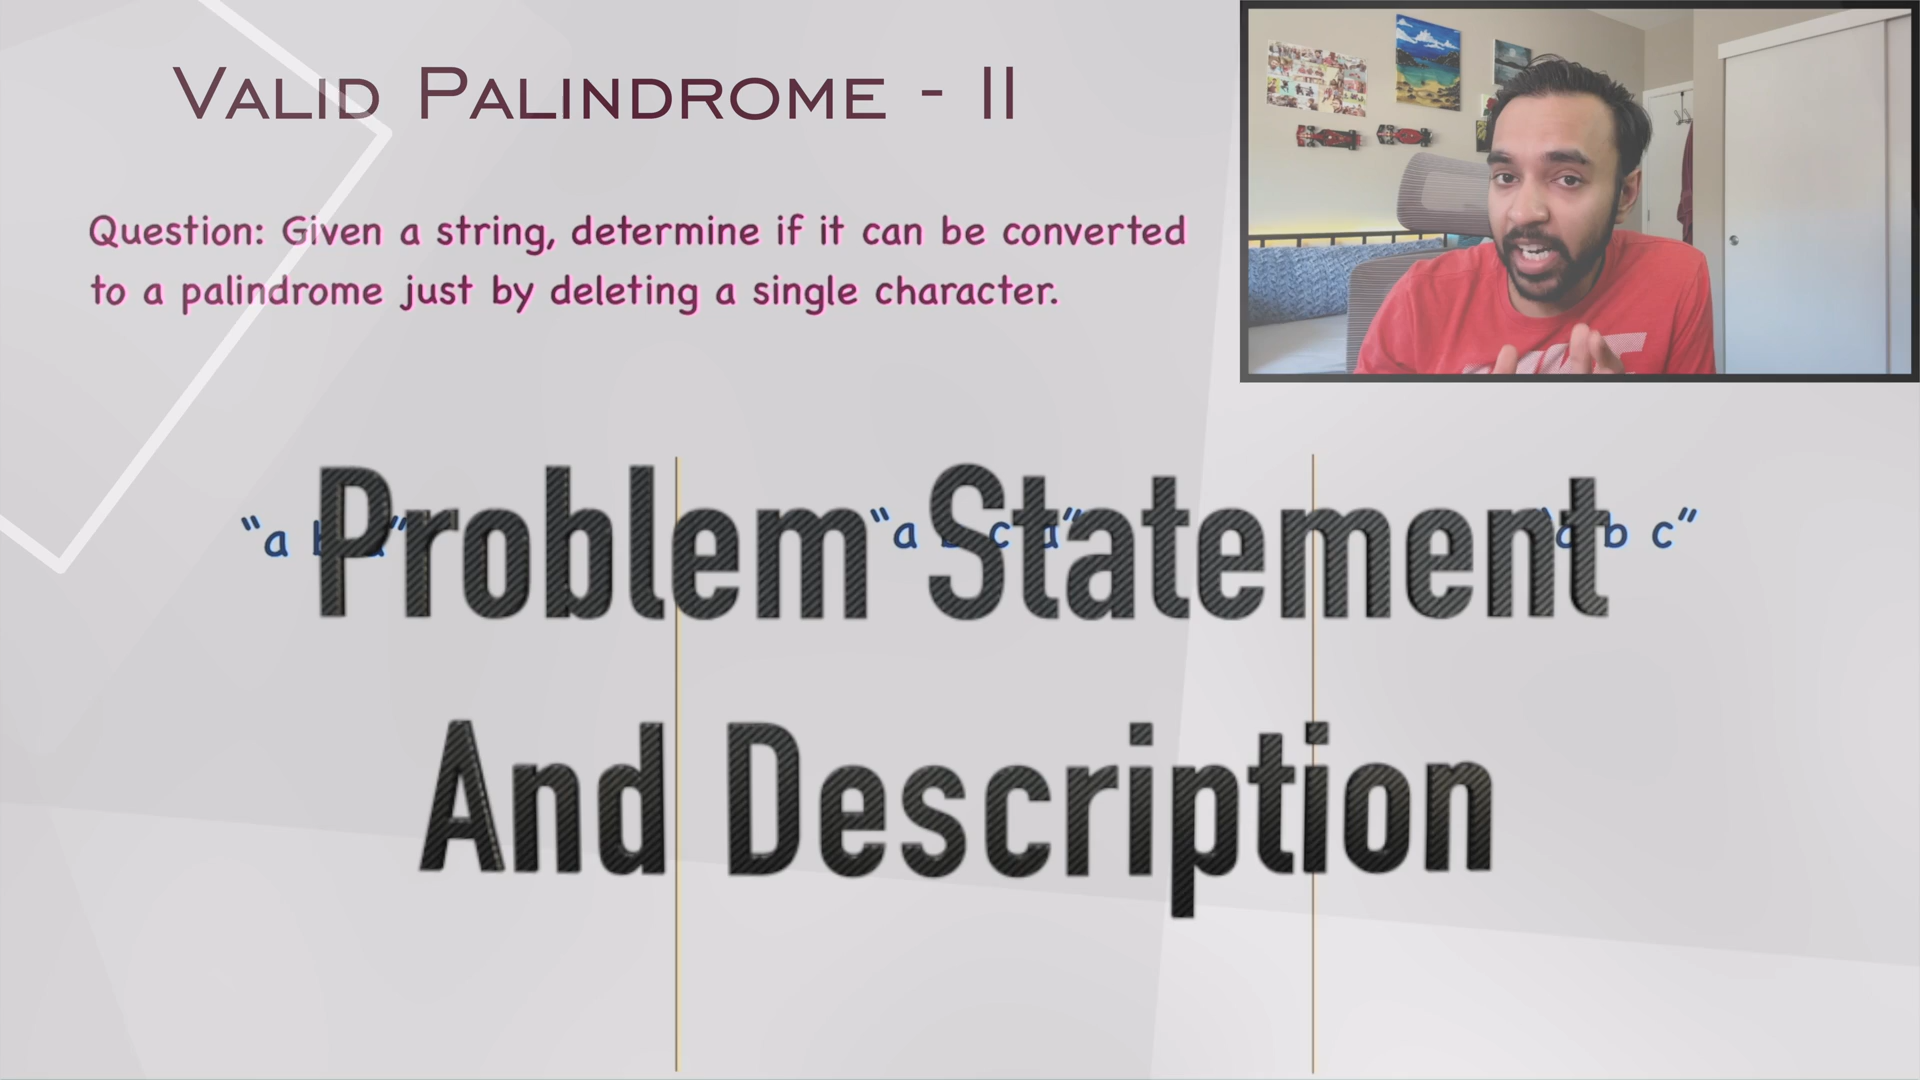 VALID PALINDROME - II
Question: Given a string, determine if it can be converted
to a palindrome just by deleting a single character.
Problem Statement
And Description